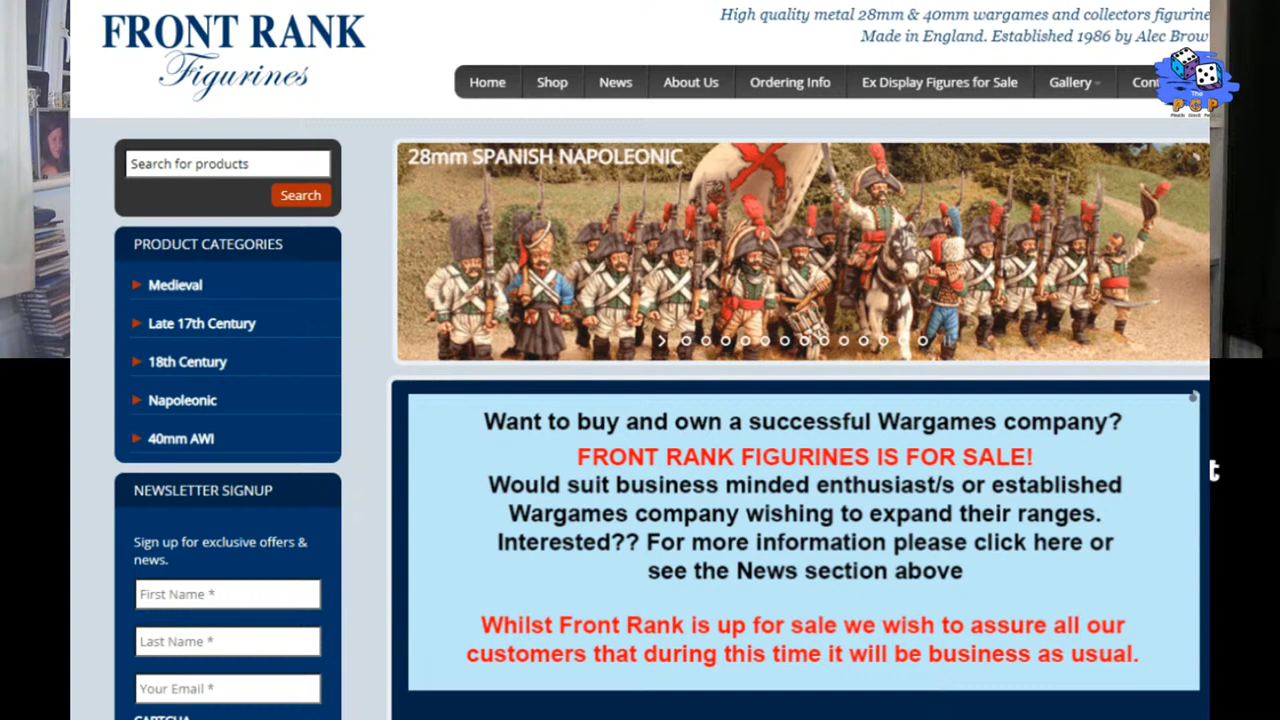 FRONT RANK
Figurines
High quality metal 28mm & 40mm wargames and collectors figurine
Made in England. Established 1986 by Alec Brow
Home Shop News About Us Ordering Info Ex Display Figures for Sale Gallery Con
The
PCP
Search for products
Search
28mm SPANISH NAPOLEONIC
PRODUCT CATEGORIES
Medieval
Late 17th Century
18th Century
Napoleonic
40mm AWI
NEWSLETTER SIGNUP
Sign up for exclusive offers &
news.
First Name *
Last Name *
Your Email *
CAPTCHA
Want to buy and own a successful Wargames company?
FRONT RANK FIGURINES IS FOR SALE!
Would suit business minded enthusiast/s or established
Wargames company wishing to expand their ranges.
Interested?? For more information please click here or
see the News section above
Whilst Front Rank is up for sale we wish to assure all our
customers that during this time it will be business as usual.
t